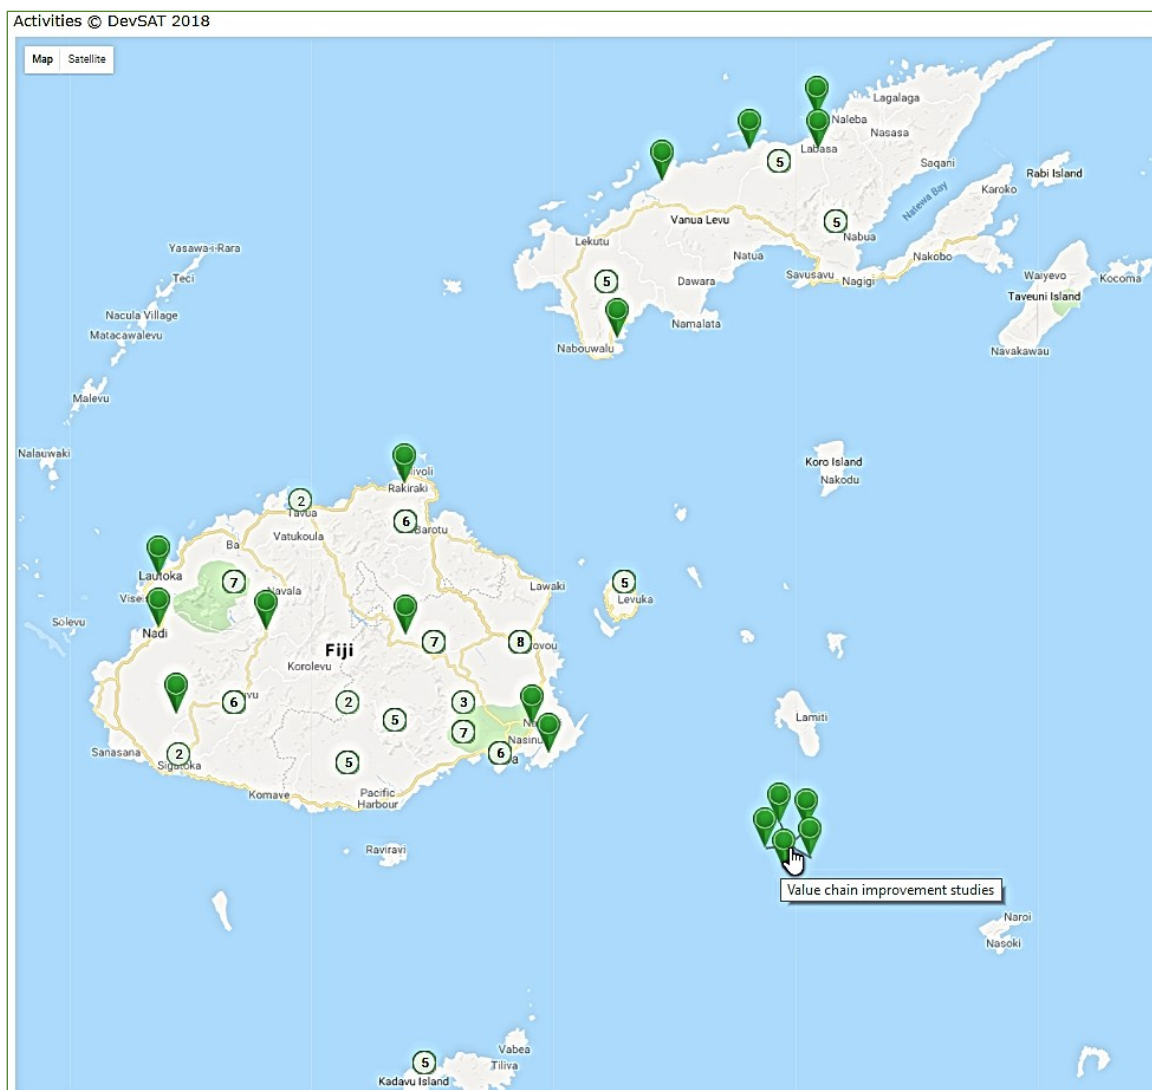 Activities © DevSAT 2018
Map Satellite
Lagalaga
Naleba
Nasasa
Labasa
5
Saqani
Rabi Island
Karoko
Natewa Bay
Vanua Levu
5
Nabua
Lekutu
Yasawa-i-Rara
Natua
Nakobo
Teci
Savusavu
Nagigi
Waiyevo
Kocoma
5
Dawara
Taveuni Island
Nacula Village
Namalata
Matacawalevu
Nabouwalu
Navakawau
Malevu
Nalauwaki
Koro Island
Nakodu
Rakiraki
2
Tavua
6
Barotu
Vatukoula
Ba
Lautoka
7
Navala
Lawaki
5
Levuka
Solevu
Nadi
7
8
Fiji
Korolevu
6
2
3
5
Lamiti
7
Sanasana
2
Sigatoka
5
6
Komave
Pacific
Harbour
Raviravi
Value chain improvement studies
Naroi
Nasoki
Vabea
Tiliva
5
Kadavu Island